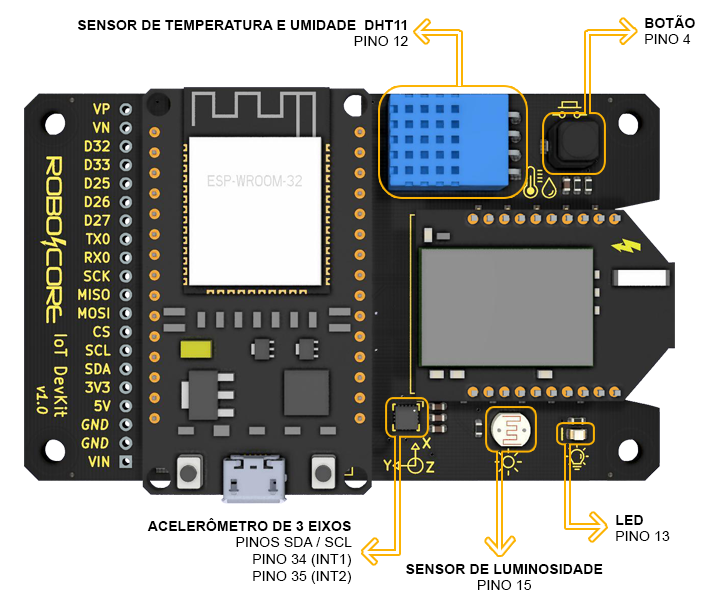 SENSOR DE TEMPERATURA E UMIDADE DHT11
PINO 12
BOTÃO
PINO 4
VP
VN
D32
D33
D25
D26
D27
TX0
RX0
SCK
MISO
MOSI
CS
SCL
SDA
3V3
5V
GND
GND
VIN
ROBOCORE
IoT DevKit
v1.0
ESP-WROOM-32
X
Y
Z
ACELERÔMETRO DE 3 EIXOS
PINOS SDA / SCL
PINO 34 (INT1)
PINO 35 (INT2)
SENSOR DE LUMINOSIDADE
PINO 15
LED
PINO 13